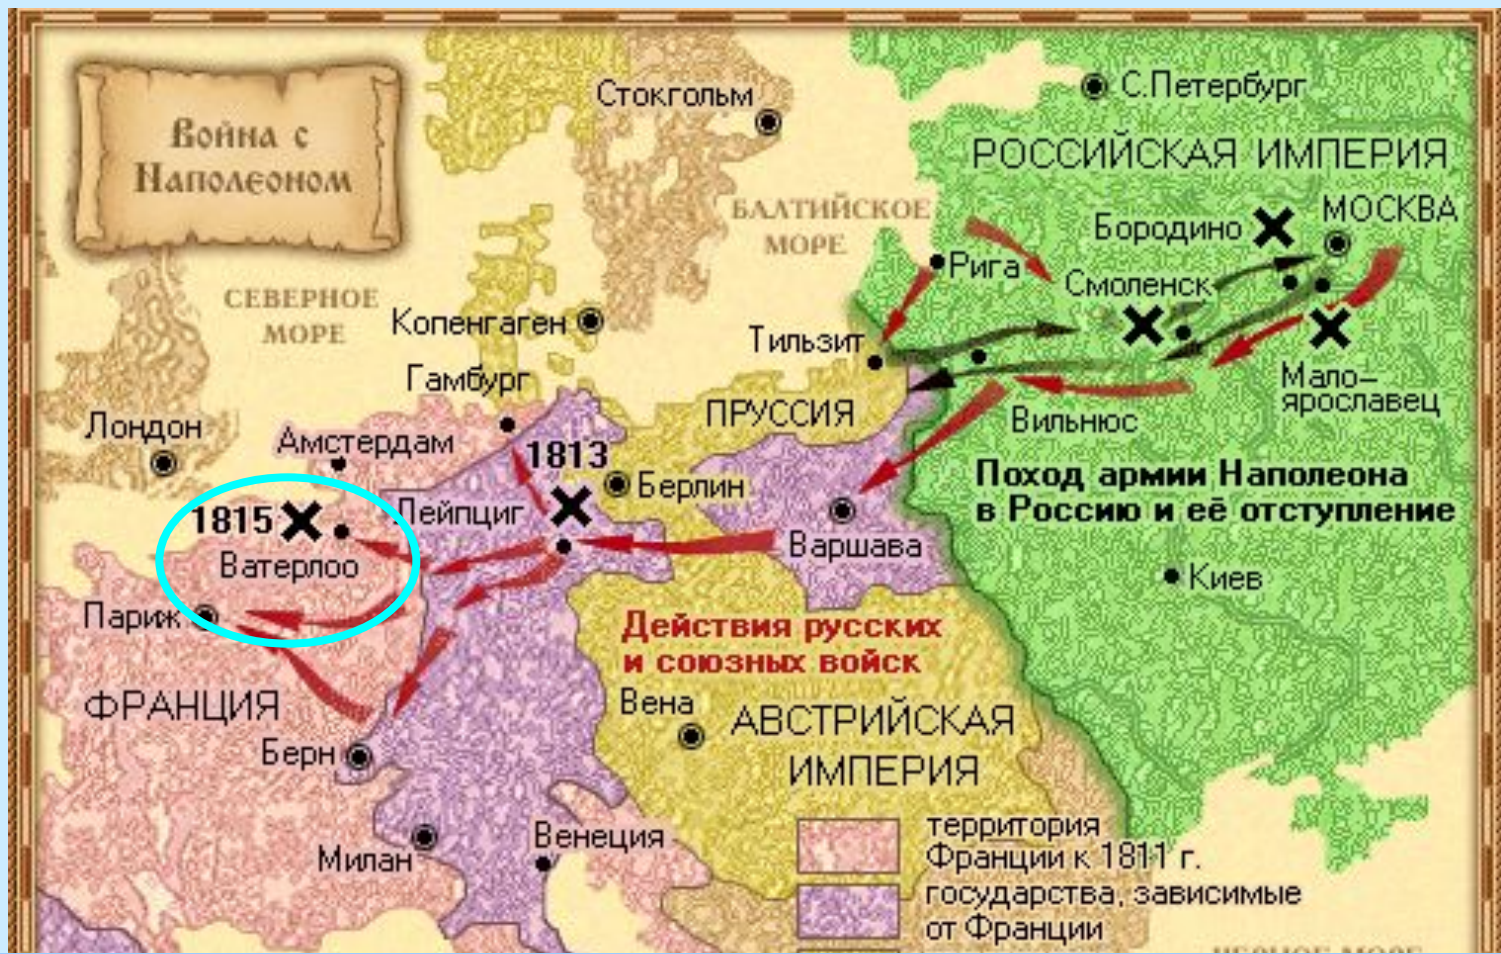 Война с
Наполеоном
Стокгольм
С.Петербург
РОССИЙСКАЯ ИМПЕРИЯ
БАЛТИЙСКОЕ
МОРЕ
Бородино
МОСКВА
Рига
Смоленск
СЕВЕРНОЕ
МОРЕ
Копенгаген
Тильзит
Гамбург
Мало-
ярославец
ПРУССИЯ
Вильнюс
Лондон
Амстердам
1813
Берлин
Поход армии Наполеона
в Россию и её отступление
1815
Лейпциг
Варшава
Ватерлоо
Киев
Париж
Действия русских
и союзных войск
ФРАНЦИЯ
Вена
АВСТРИЙСКАЯ
ИМПЕРИЯ
Берн
Милан
Венеция
территория
Франции к 1811 г.
государства, зависимые
от Франции